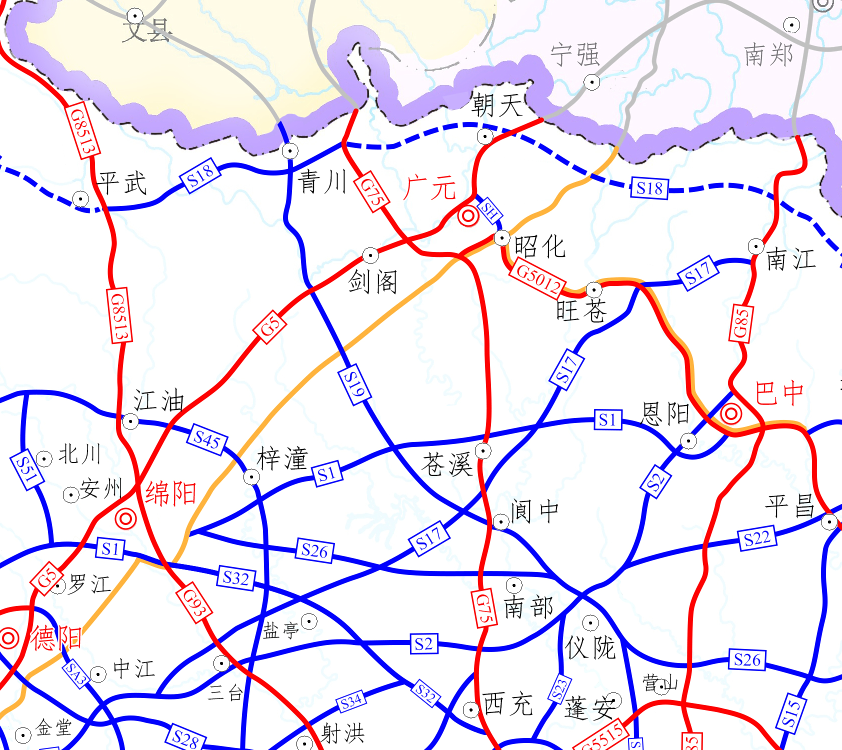 文县
宁强
南郑
朝天
G8513
平武
S18
青川
G75
广元
S11
S18
昭化
南江
剑阁
G5012
S17
旺苍
G8513
G5
G85
S17
S19
巴中
江油
恩阳
S1
S45
北川
梓潼
S1
苍溪
S51
安州
绵阳
S2
阆中
平昌
S17
S1
S26
S22
G5
罗江
S32
G93
G75
南部
德阳
盐亭
仪陇
S2
S26
SA3
中江
三台
S23
营山
S34
S32
西充
蓬安
S15
金堂
S28
射洪
G5515